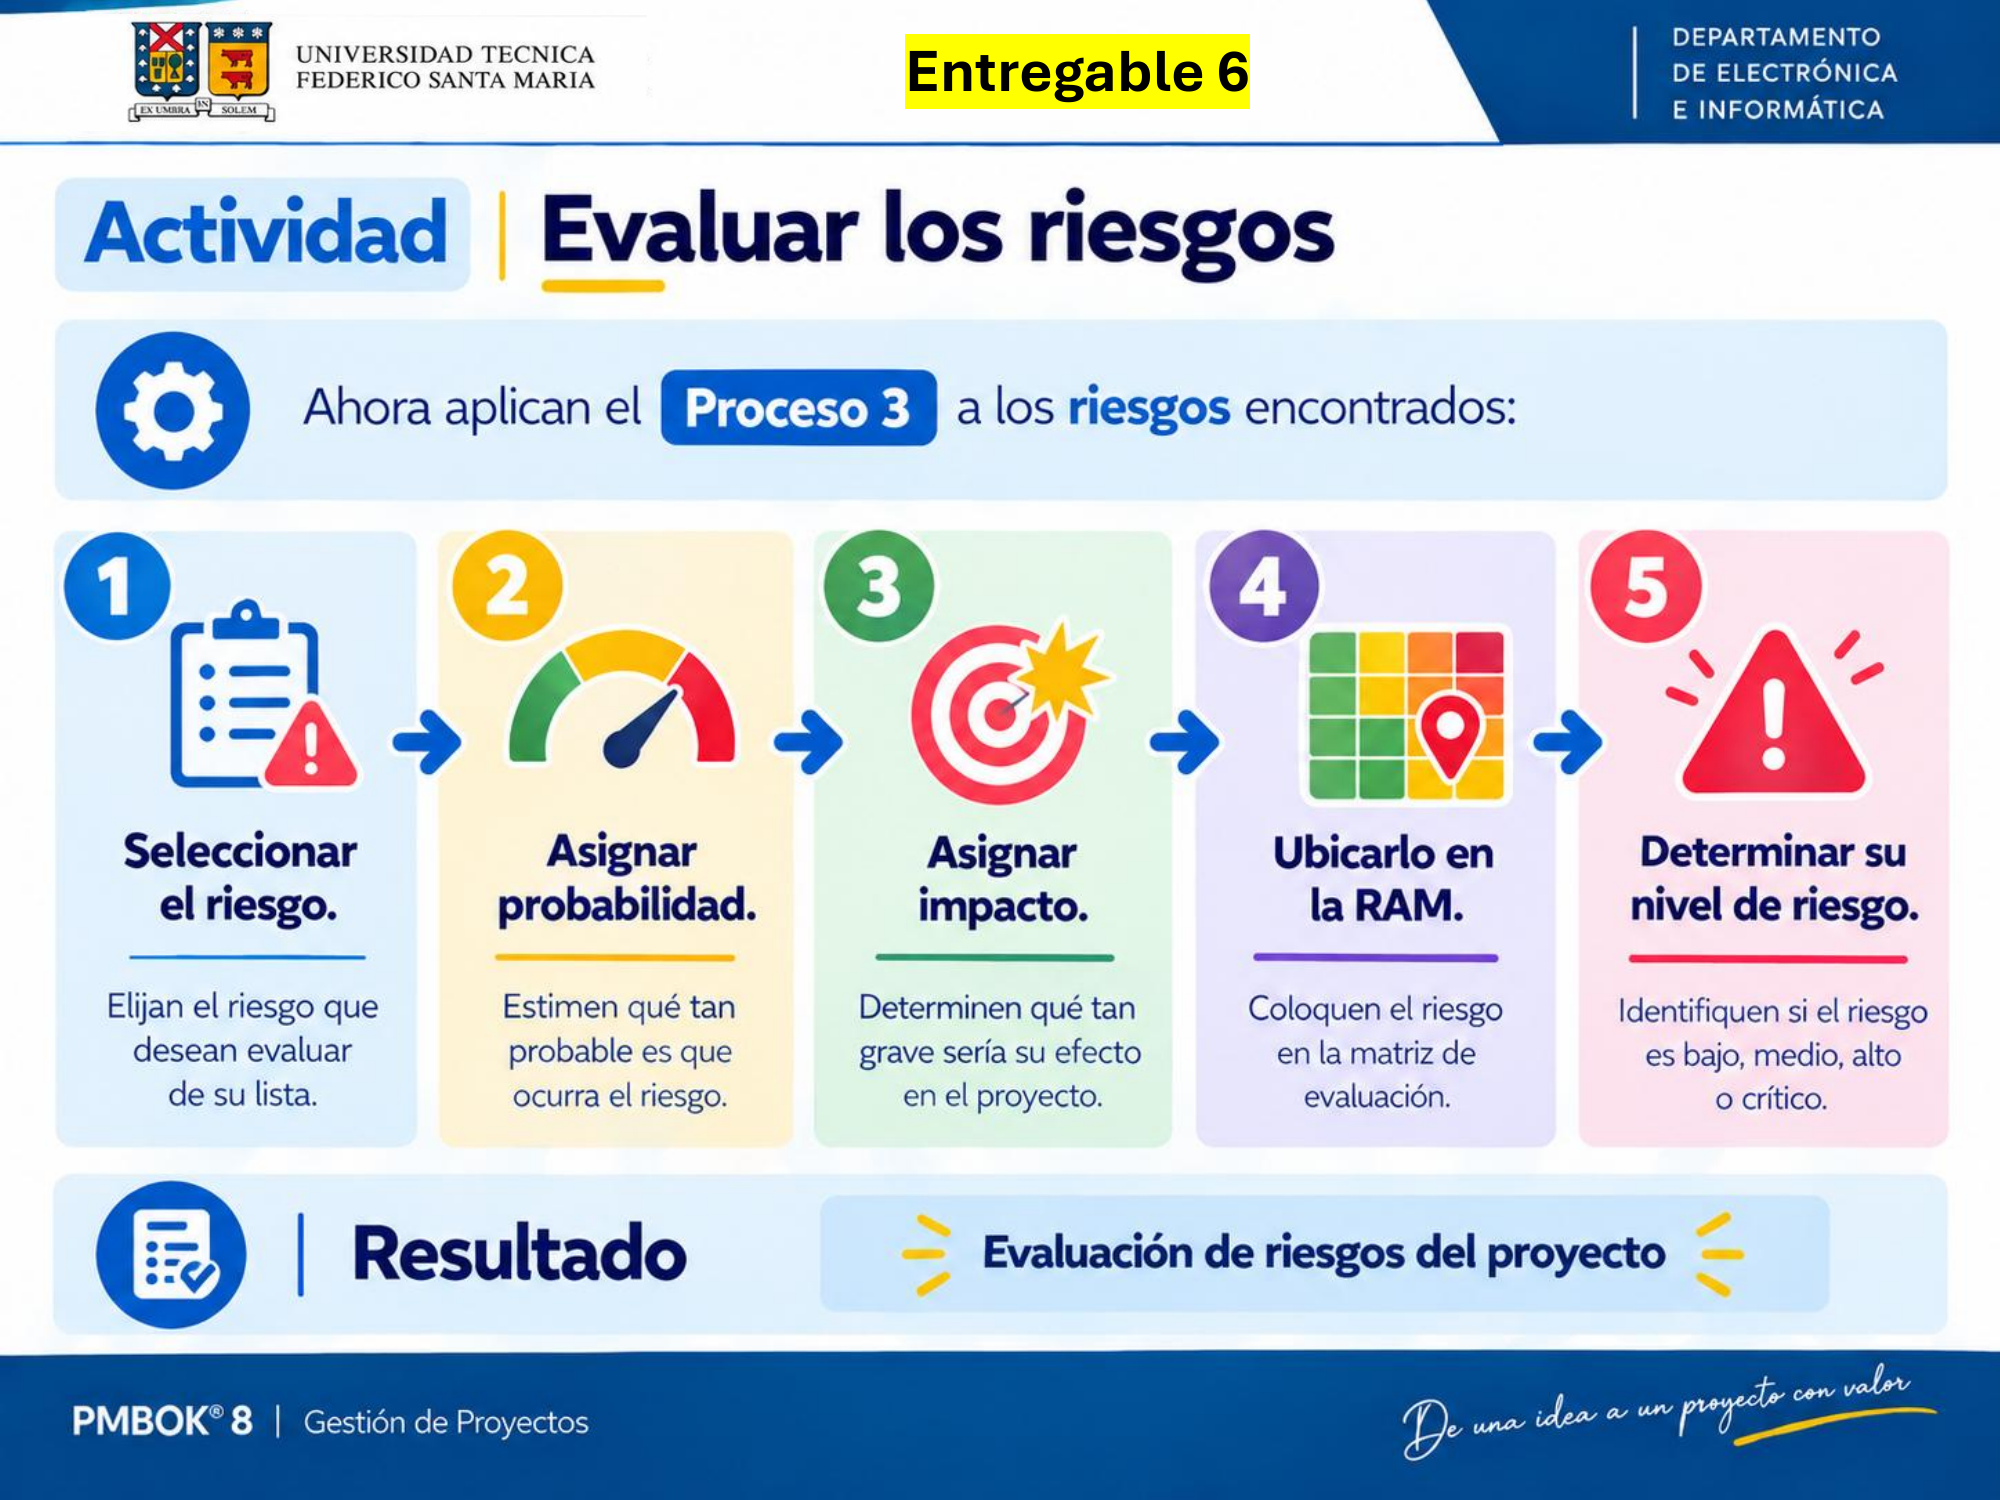 UNIVERSIDAD TECNICA
FEDERICO SANTA MARIA
EX UMBRA IN SOLEM
Entregable 6
DEPARTAMENTO
DE ELECTRÓNICA
E INFORMÁTICA
Actividad | Evaluar los riesgos
Ahora aplican el Proceso 3 a los riesgos encontrados:
1
Seleccionar
el riesgo.
Elijan el riesgo que
desean evaluar
de su lista.
2
Asignar
probabilidad.
Estimen qué tan
probable es que
ocurra el riesgo.
3
Asignar
impacto.
Determinen qué tan
grave sería su efecto
en el proyecto.
4
Ubicarlo en
la RAM.
Coloquen el riesgo
en la matriz de
evaluación.
5
Determinar su
nivel de riesgo.
Identifiquen si el riesgo
es bajo, medio, alto
o crítico.
Resultado
Evaluación de riesgos del proyecto
PMBOK® 8 | Gestión de Proyectos
De una idea a un proyecto con valor